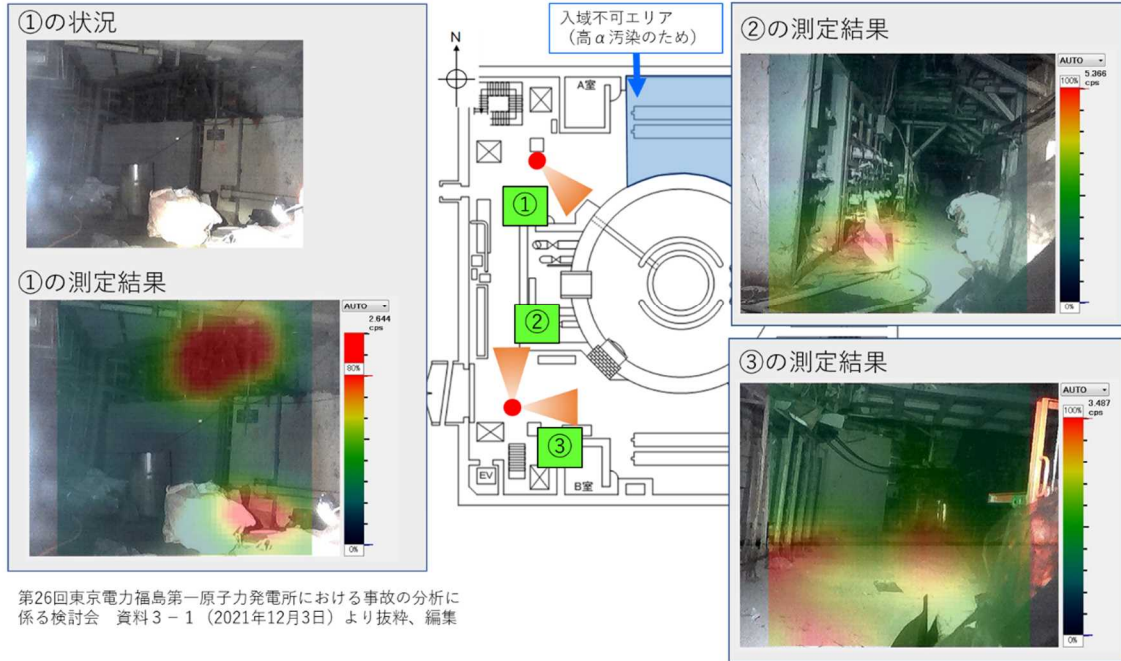 ①の状況
①の測定結果
AUTO
2.644
cps
80%
0%
N
入域不可エリア
（高α汚染のため）
A室
①
②
③
EV
B室
②の測定結果
AUTO
5.366
cps
100%
0%
③の測定結果
AUTO
3.487
cps
100%
0%
第26回東京電力福島第一原子力発電所における事故の分析に
係る検討会　資料３－１（2021年12月3日）より抜粋、編集